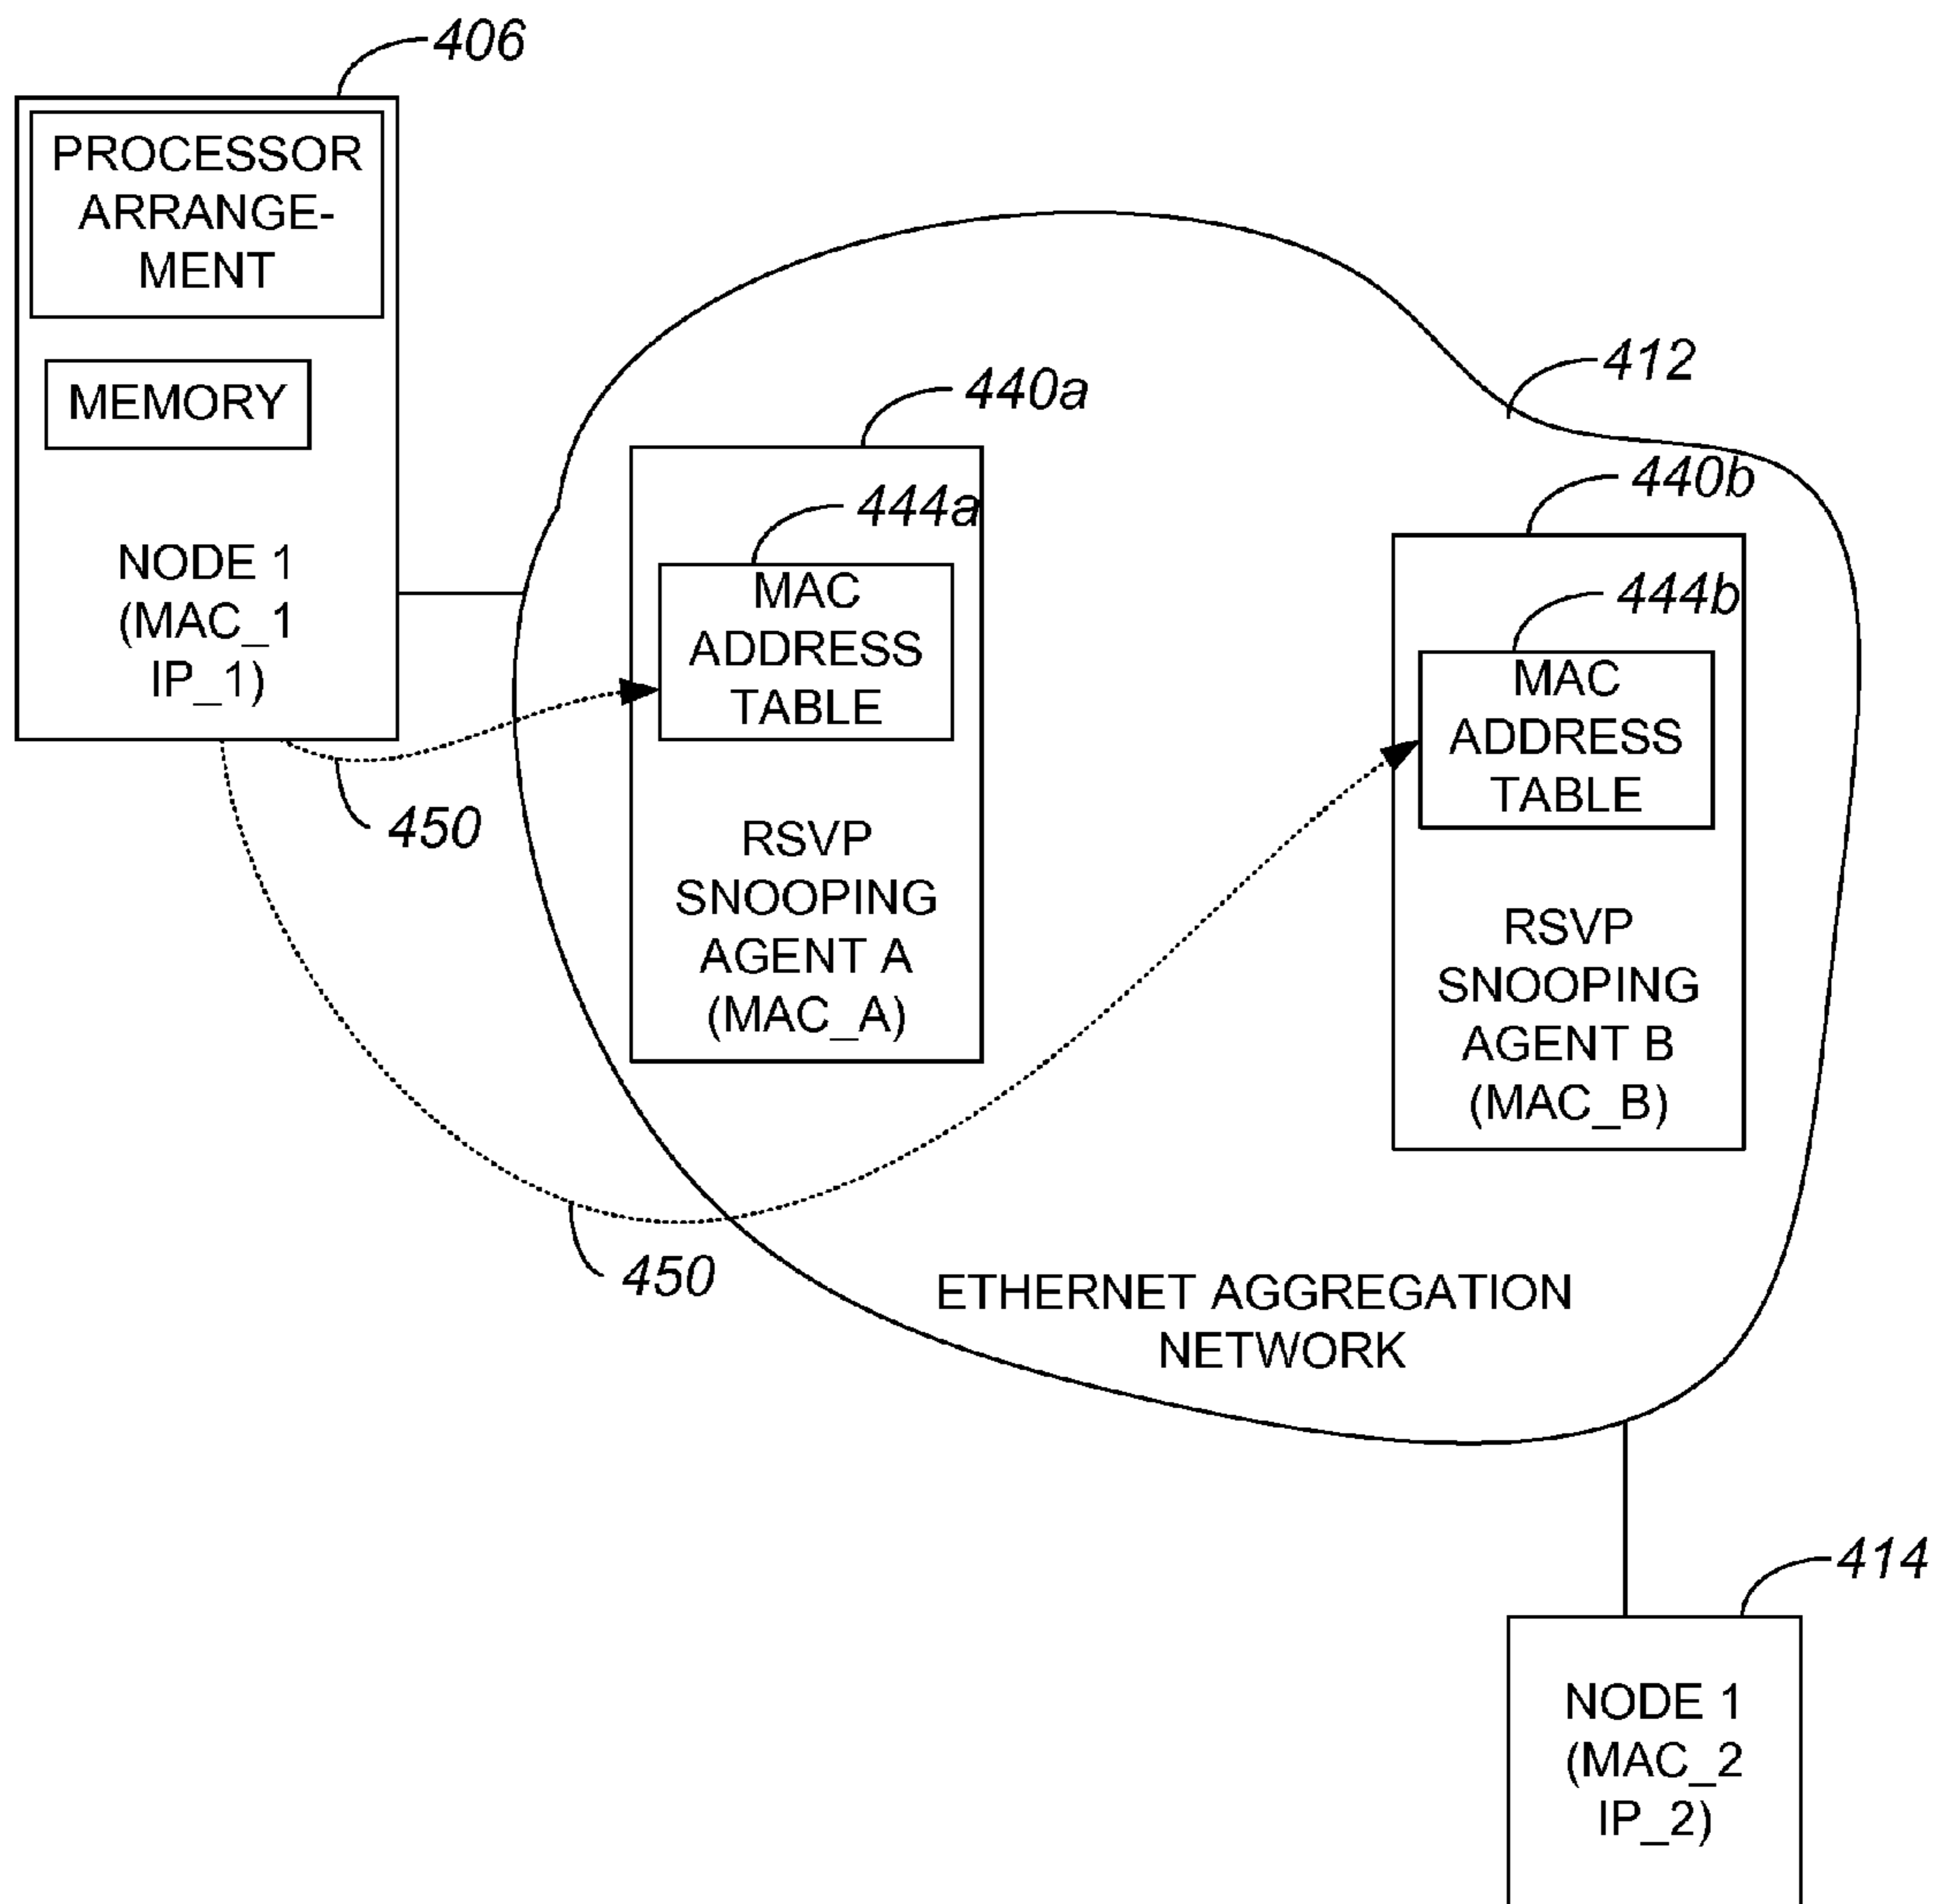 406
PROCESSOR
ARRANGE-
MENT
MEMORY
NODE 1
(MAC_1
IP_1)
412
440a
444a
MAC
ADDRESS
TABLE
RSVP
SNOOPING
AGENT A
(MAC_A)
440b
444b
MAC
ADDRESS
TABLE
RSVP
SNOOPING
AGENT B
(MAC_B)
450
450
ETHERNET AGGREGATION
NETWORK
414
NODE 1
(MAC_2
IP_2)